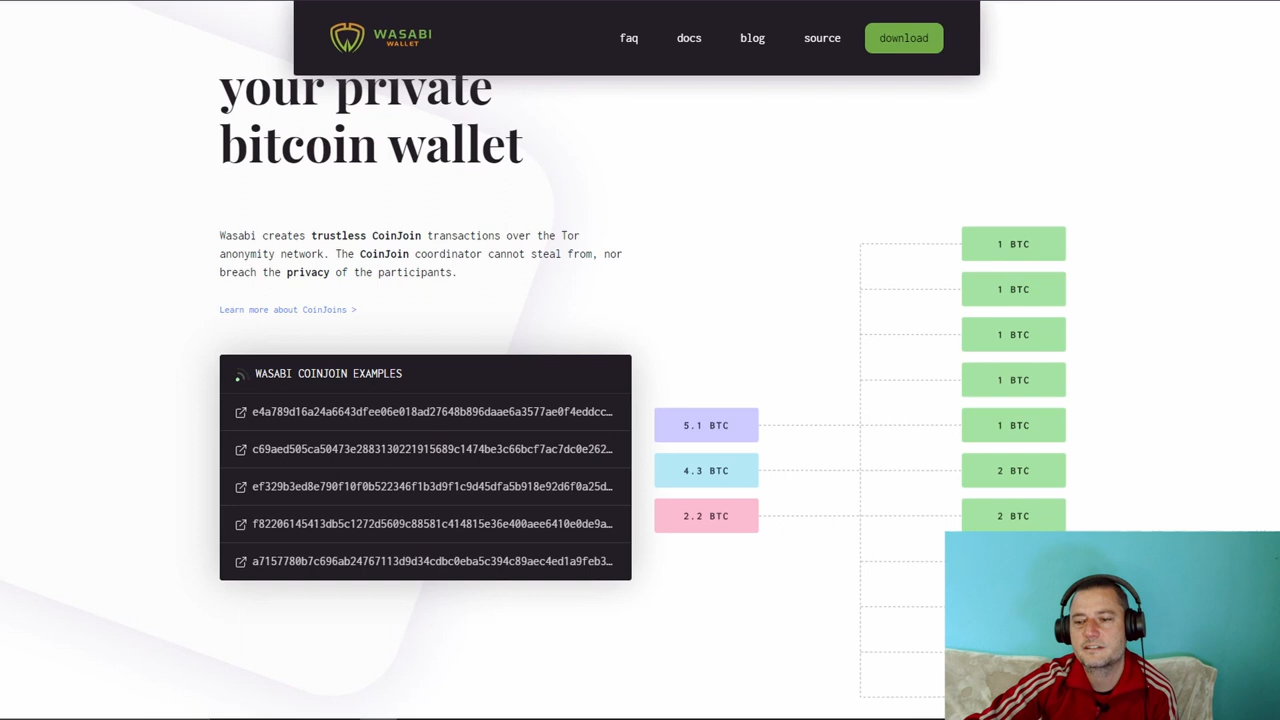 WASABI
WALLET
faq
docs
blog
source
download
your private
bitcoin wallet
Wasabi creates trustless CoinJoin transactions over the Tor
anonymity network. The CoinJoin coordinator cannot steal from, nor
breach the privacy of the participants.
Learn more about CoinJoins >
WASABI COINJOIN EXAMPLES
e4a789d16a24a6643dfee06e018ad27648b896daae6a3577ae0f4eddcc…
c69aed505ca50473e2883130221915689c1474be3c66bcf7ac7dc0e262…
ef329b3ed8e790f10f0b522346f1b3d9f1c9d45dfa5b918e92d6f0a25d…
f82206145413db5c1272d5609c88581c414815e36e400aee6410e0de9a…
a7157780b7c696ab24767113d9d34cdbc0eba5c394c89aec4ed1a9feb3…
5.1 BTC
4.3 BTC
2.2 BTC
1 BTC
1 BTC
1 BTC
1 BTC
1 BTC
2 BTC
2 BTC